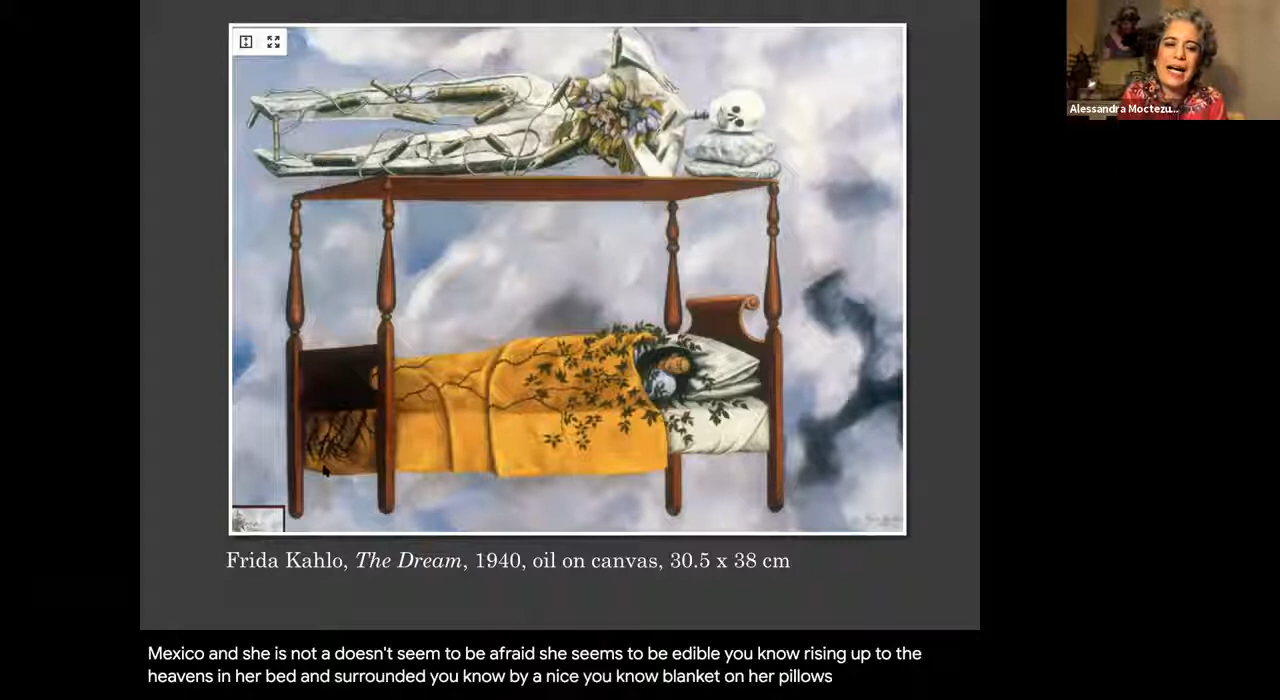 Alessandra Moctezu...
Frida Kahlo, The Dream, 1940, oil on canvas, 30.5 x 38 cm
Mexico and she is not a doesn't seem to be afraid she seems to be edible you know rising up to the
heavens in her bed and surrounded you know by a nice you know blanket on her pillows